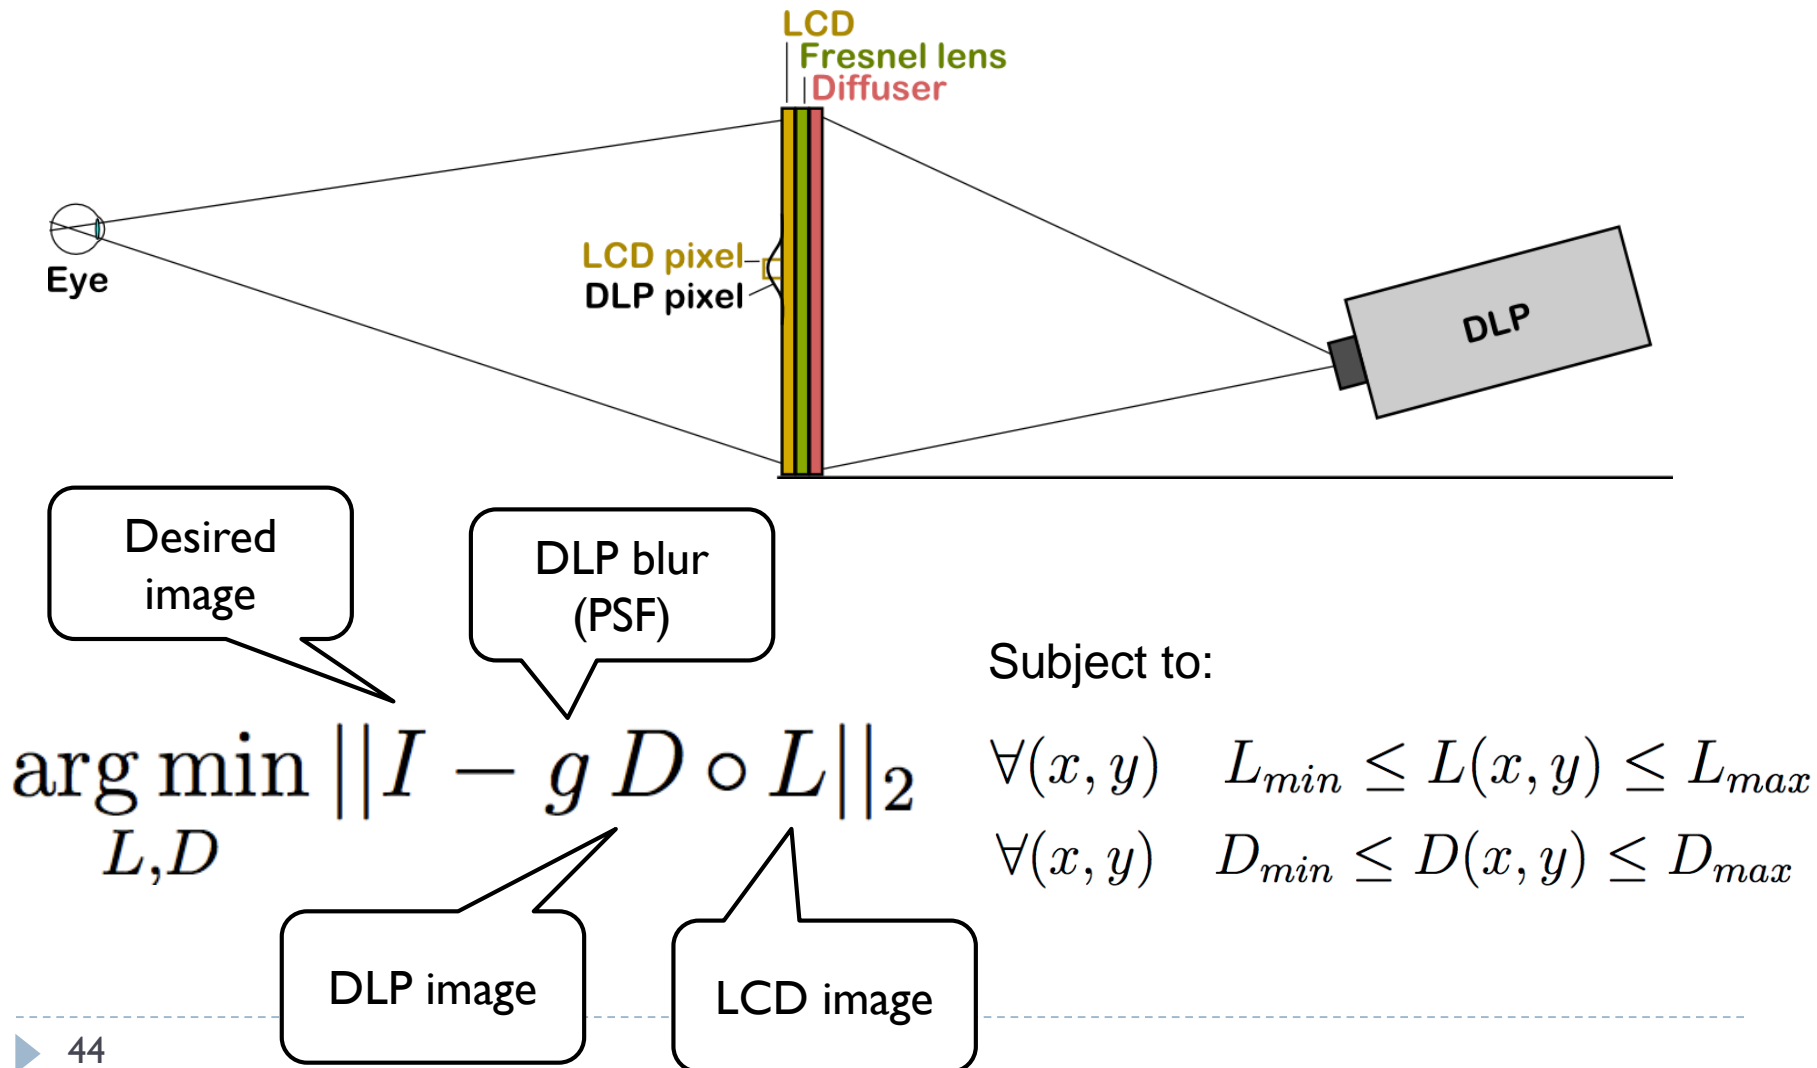 LCD
Fresnel lens
Diffuser
Eye
LCD pixel
DLP pixel
DLP
Desired
image
DLP blur
(PSF)
Subject to:
arg min ||I − g D ∘ L||₂
L,D
∀(x, y) L_min ≤ L(x, y) ≤ L_max
∀(x, y) D_min ≤ D(x, y) ≤ D_max
DLP image
LCD image
44